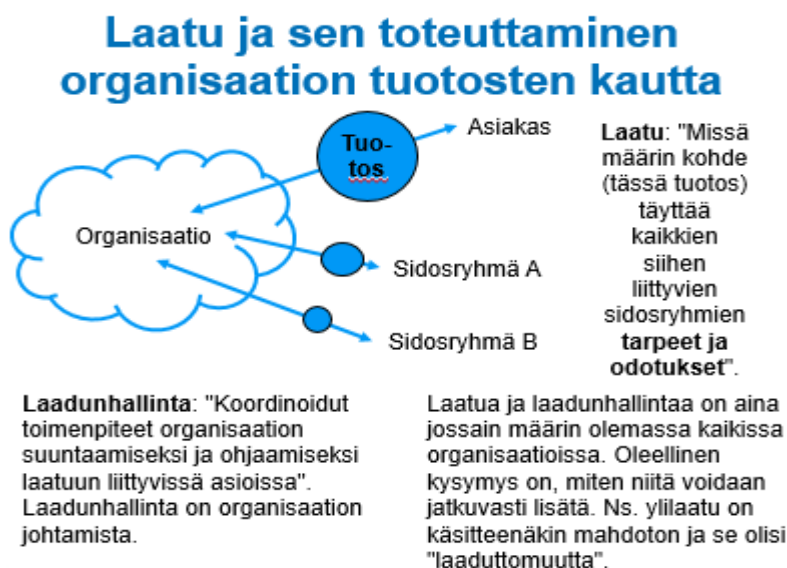 Laatu ja sen toteuttaminen
organisaation tuotosten kautta
Tuo-
tos
Asiakas
Organisaatio
Sidosryhmä A
Sidosryhmä B
Laatu: "Missä
määrin kohde
(tässä tuotos)
täyttää
kaikkien
siihen
liittyvien
sidosryhmien
tarpeet ja
odotukset".
Laadunhallinta: "Koordinoidut
toimenpiteet organisaation
suuntaamiseksi ja ohjaamiseksi
laatuun liittyvissä asioissa".
Laadunhallinta on organisaation
johtamista.
Laatua ja laadunhallintaa on aina
jossain määrin olemassa kaikissa
organisaatioissa. Oleellinen
kysymys on, miten niitä voidaan
jatkuvasti lisätä. Ns. ylilaatu on
käsitteenäkin mahdoton ja se olisi
"laaduttomuutta".